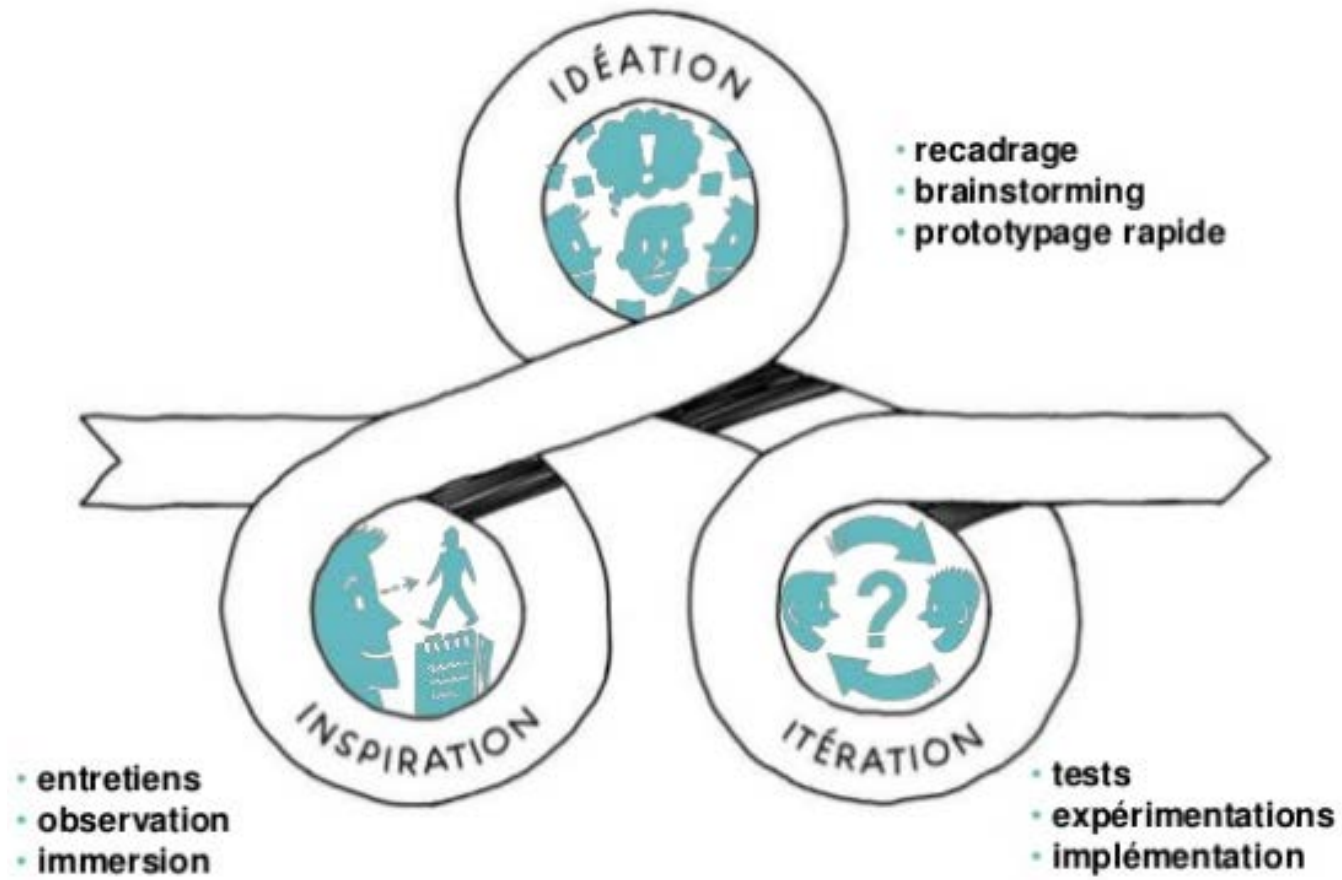 IDÉATION
• recadrage
• brainstorming
• prototypage rapide
!
?
INSPIRATION
• entretiens
• observation
• immersion
ITÉRATION
• tests
• expérimentations
• implémentation